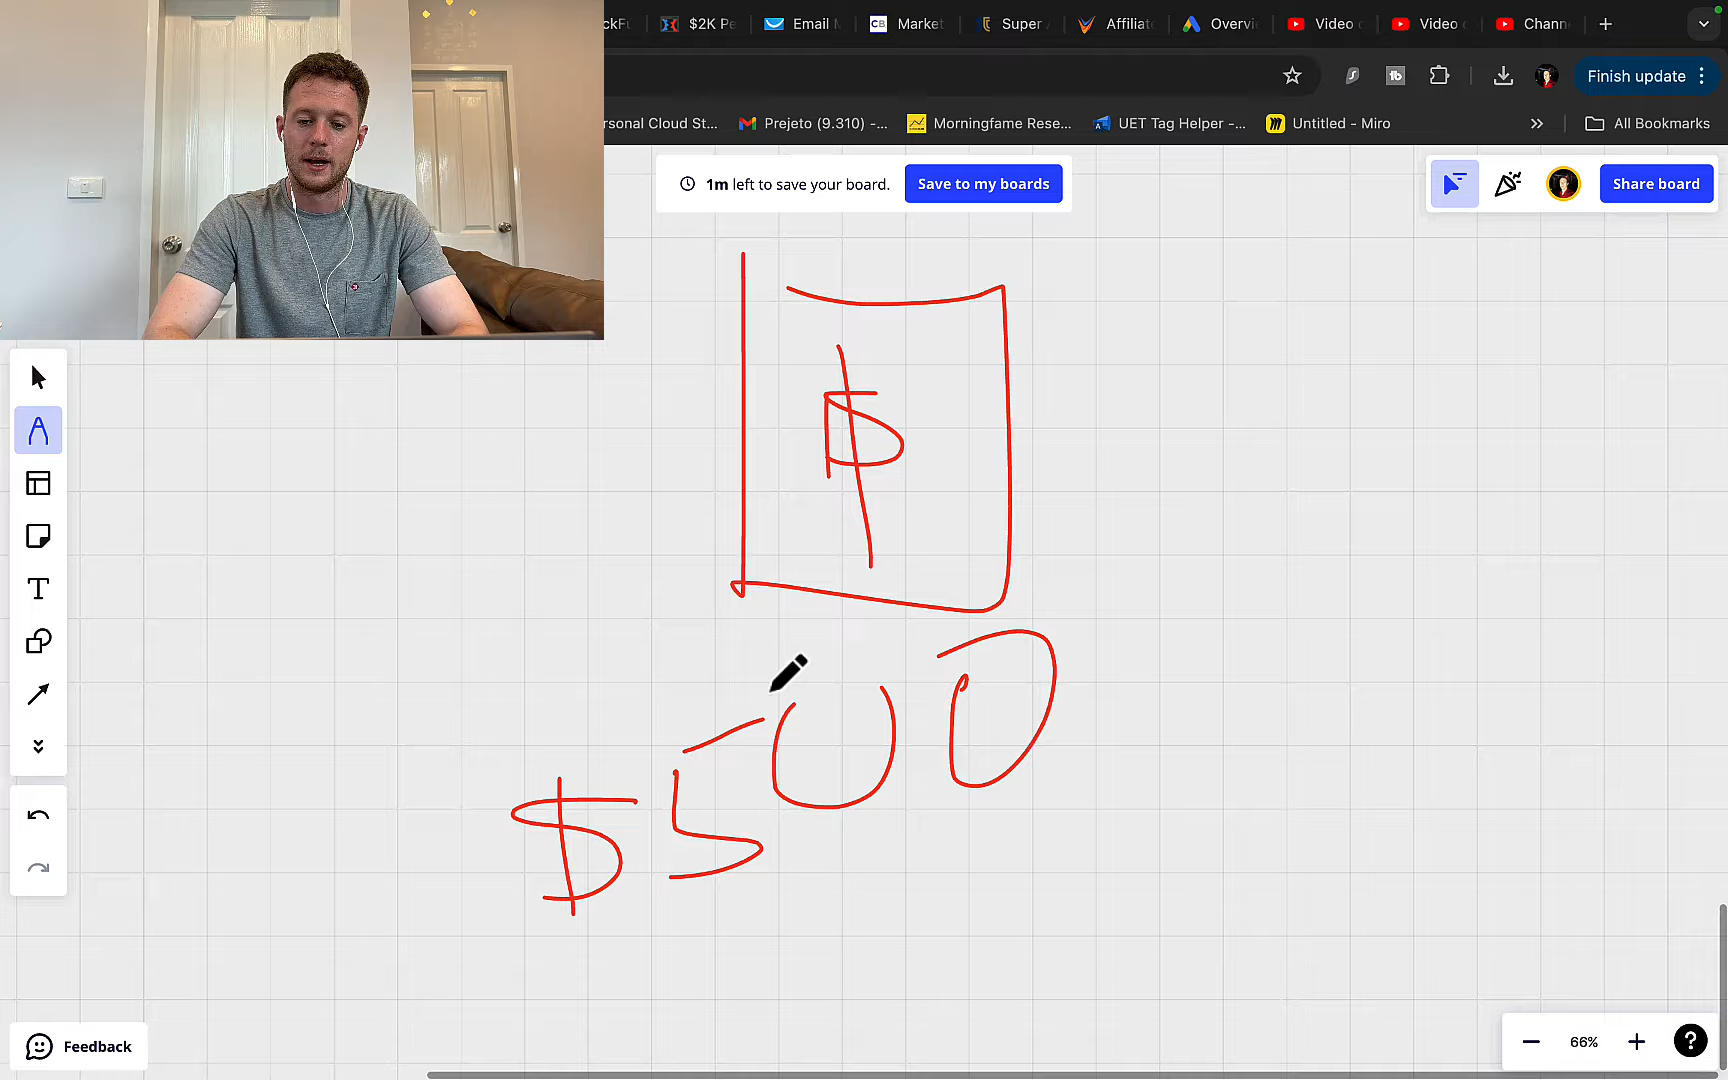 ckFu
$2K Pe
Email M
CB Market
Super A
Affiliate
Overvie
Video c
Video c
Chann
Finish update
rsonal Cloud St...
Prejeto (9.310) -...
Morningfame Rese...
UET Tag Helper -...
Untitled - Miro
All Bookmarks
1m left to save your board.
Save to my boards
Share board
$
$500
Feedback
66%